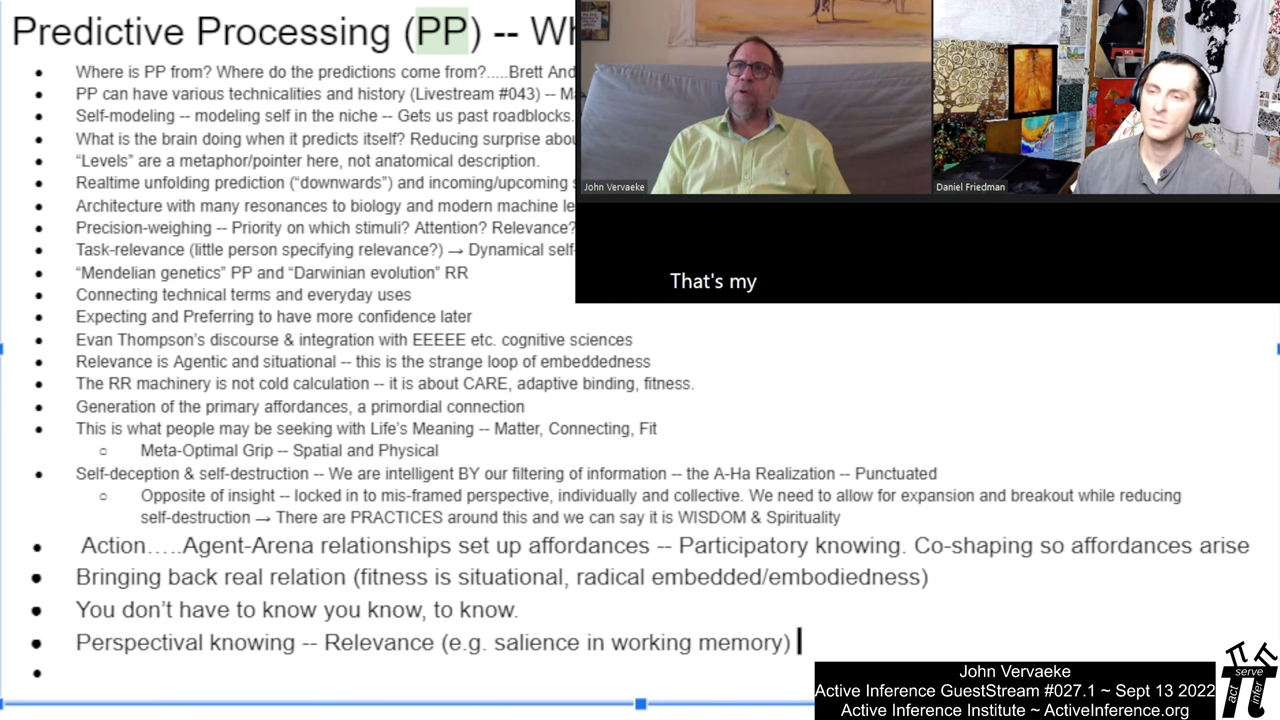 Predictive Processing (PP) -- Wh
Where is PP from? Where do the predictions come from?.....Brett And
PP can have various technicalities and history (Livestream #043) -- M
Self-modeling -- modeling self in the niche -- Gets us past roadblocks.
What is the brain doing when it predicts itself? Reducing surprise abou
“Levels” are a metaphor/pointer here, not anatomical description.
Realtime unfolding prediction (“downwards”) and incoming/upcoming s
Architecture with many resonances to biology and modern machine le
Precision-weighing -- Priority on which stimuli? Attention? Relevance?
Task-relevance (little person specifying relevance?) → Dynamical self-
“Mendelian genetics” PP and “Darwinian evolution” RR
Connecting technical terms and everyday uses
Expecting and Preferring to have more confidence later
Evan Thompson’s discourse & integration with EEEEE etc. cognitive sciences
Relevance is Agentic and situational -- this is the strange loop of embeddedness
The RR machinery is not cold calculation -- it is about CARE, adaptive binding, fitness.
Generation of the primary affordances, a primordial connection
This is what people may be seeking with Life’s Meaning -- Matter, Connecting, Fit
Meta-Optimal Grip -- Spatial and Physical
Self-deception & self-destruction -- We are intelligent BY our filtering of information -- the A-Ha Realization -- Punctuated
Opposite of insight -- locked in to mis-framed perspective, individually and collective. We need to allow for expansion and breakout while reducing
self-destruction → There are PRACTICES around this and we can say it is WISDOM & Spirituality
Action…..Agent-Arena relationships set up affordances -- Participatory knowing. Co-shaping so affordances arise
Bringing back real relation (fitness is situational, radical embedded/embodiedness)
You don’t have to know you know, to know.
Perspectival knowing -- Relevance (e.g. salience in working memory)
John Vervaeke
Daniel Friedman
That's my
John Vervaeke
Active Inference GuestStream #027.1 ~ Sept 13 2022
Active Inference Institute ~ ActiveInference.org
serve
act
infer